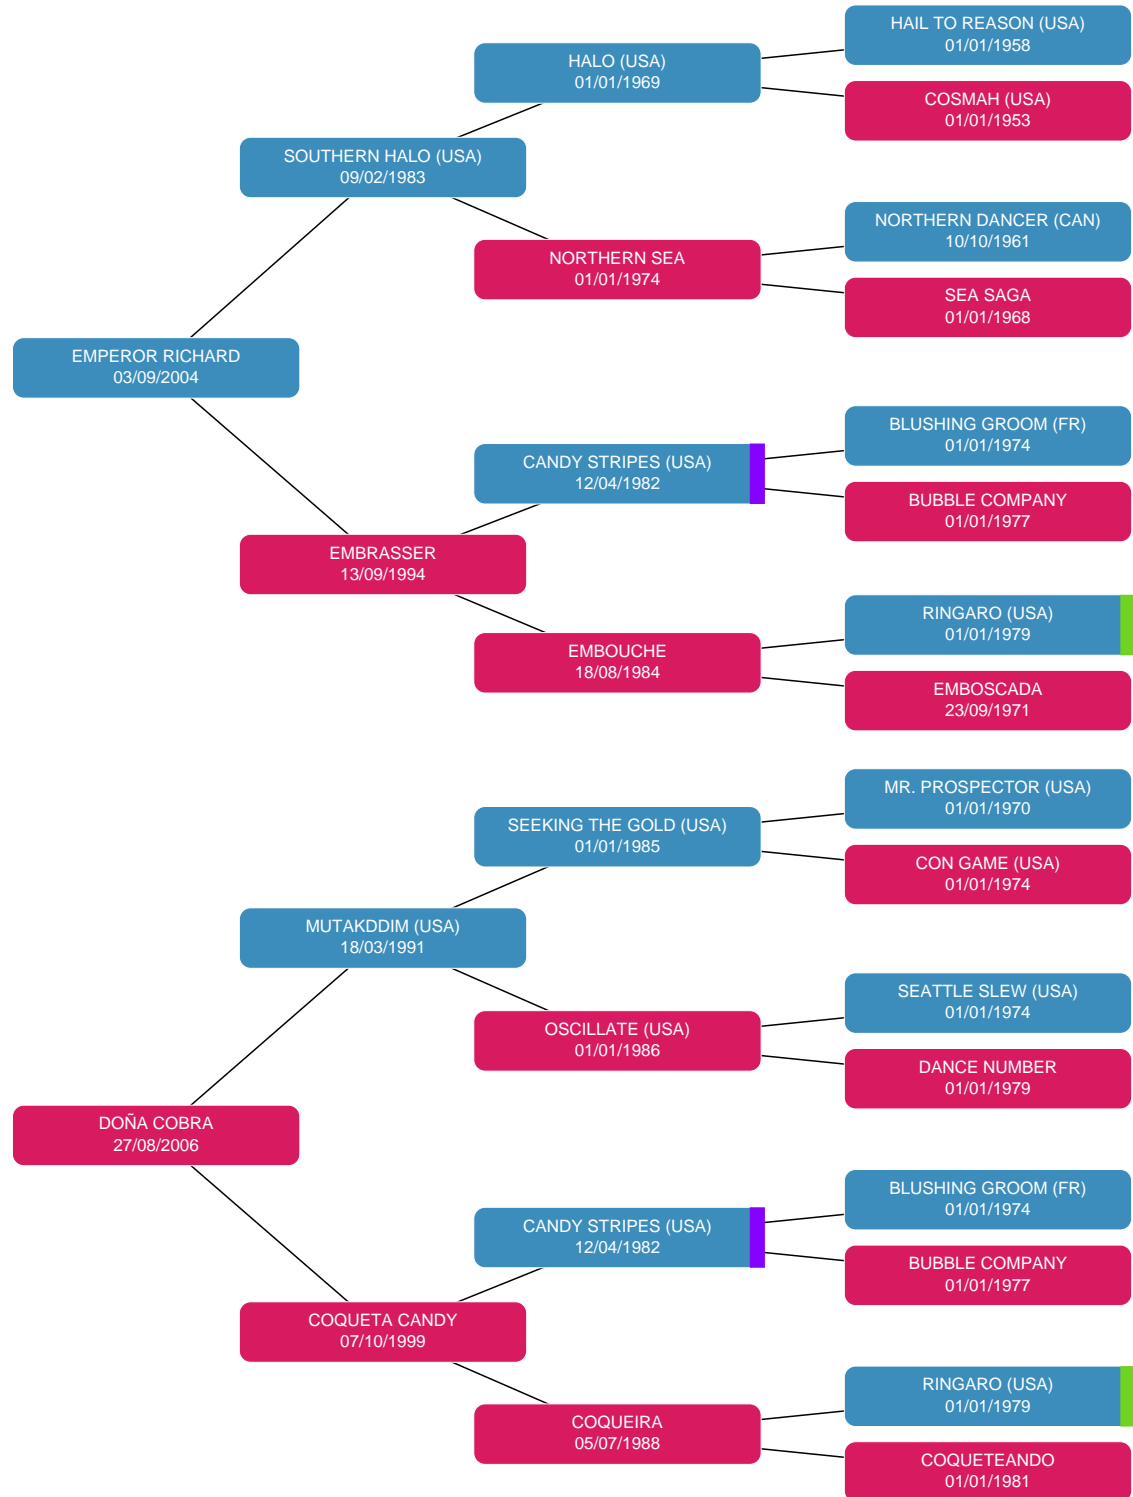 HAIL TO REASON (USA)
01/01/1958
HALO (USA)
01/01/1969
COSMAH (USA)
01/01/1953
SOUTHERN HALO (USA)
09/02/1983
NORTHERN DANCER (CAN)
10/10/1961
NORTHERN SEA
01/01/1974
SEA SAGA
01/01/1968
EMPEROR RICHARD
03/09/2004
BLUSHING GROOM (FR)
01/01/1974
CANDY STRIPES (USA)
12/04/1982
BUBBLE COMPANY
01/01/1977
EMBRASSER
13/09/1994
RINGARO (USA)
01/01/1979
EMBOUCHE
18/08/1984
EMBOSCADA
23/09/1971
MR. PROSPECTOR (USA)
01/01/1970
SEEKING THE GOLD (USA)
01/01/1985
CON GAME (USA)
01/01/1974
MUTAKDDIM (USA)
18/03/1991
SEATTLE SLEW (USA)
01/01/1974
OSCILLATE (USA)
01/01/1986
DANCE NUMBER
01/01/1979
DOÑA COBRA
27/08/2006
BLUSHING GROOM (FR)
01/01/1974
CANDY STRIPES (USA)
12/04/1982
BUBBLE COMPANY
01/01/1977
COQUETA CANDY
07/10/1999
RINGARO (USA)
01/01/1979
COQUEIRA
05/07/1988
COQUETEANDO
01/01/1981